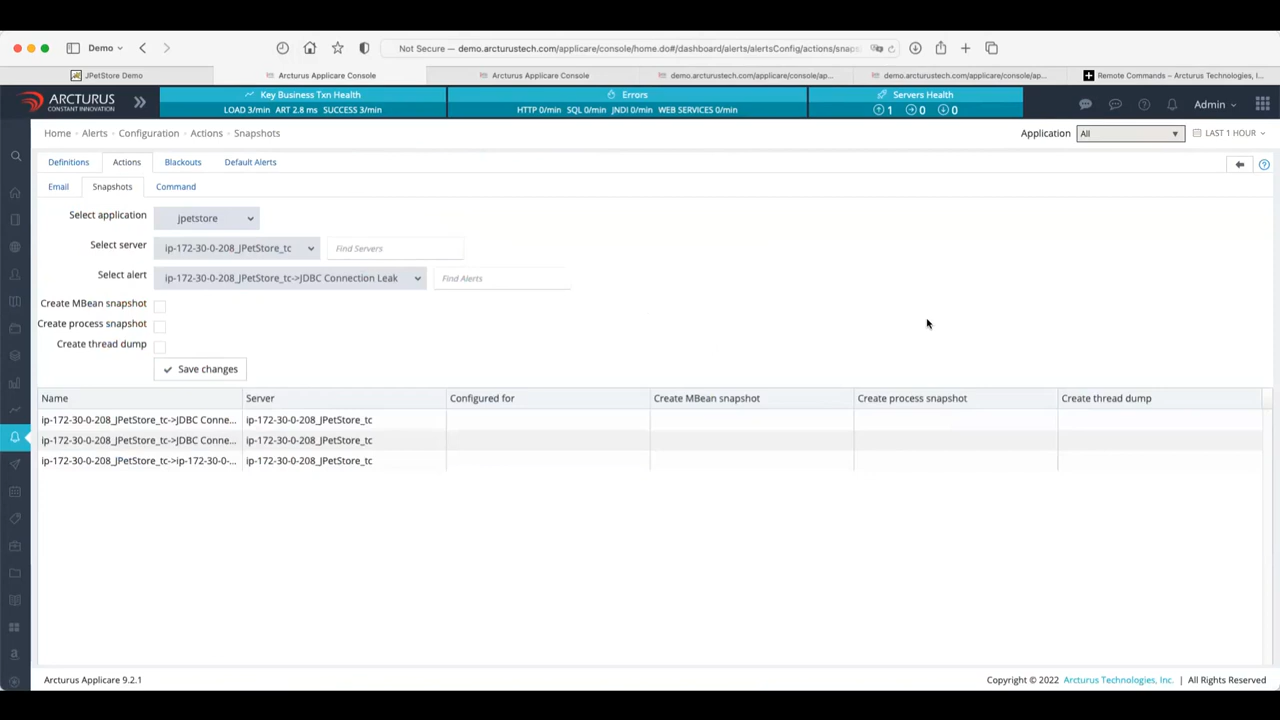 Demo
Not Secure — demo.arcturustech.com/applicare/console/home.do#/dashboard/alerts/alertsConfig/actions/snaps
JPetStore Demo
Arcturus Applicare Console
Arcturus Applicare Console
demo.arcturustech.com/applicare/console/ap...
demo.arcturustech.com/applicare/console/ap...
Remote Commands – Arcturus Technologies, I...
ARCTURUS
CONSTANT INNOVATION
Key Business Txn Health
LOAD 3/min ART 2.8 ms SUCCESS 3/min
Errors
HTTP 0/min SQL 0/min JNDI 0/min WEB SERVICES 0/min
Servers Health
1 0 0
Admin
Home Alerts Configuration Actions Snapshots
Application All LAST 1 HOUR
Definitions Actions Blackouts Default Alerts
Email Snapshots Command
Select application jpetstore
Select server ip-172-30-0-208_JPetStore_tc Find Servers
Select alert ip-172-30-0-208_JPetStore_tc->JDBC Connection Leak Find Alerts
Create MBean snapshot
Create process snapshot
Create thread dump
Save changes
Name Server Configured for Create MBean snapshot Create process snapshot Create thread dump
ip-172-30-0-208_JPetStore_tc->JDBC Conne... ip-172-30-0-208_JPetStore_tc
ip-172-30-0-208_JPetStore_tc->JDBC Conne... ip-172-30-0-208_JPetStore_tc
ip-172-30-0-208_JPetStore_tc->ip-172-30-0-... ip-172-30-0-208_JPetStore_tc
Arcturus Applicare 9.2.1
Copyright © 2022 Arcturus Technologies, Inc. | All Rights Reserved